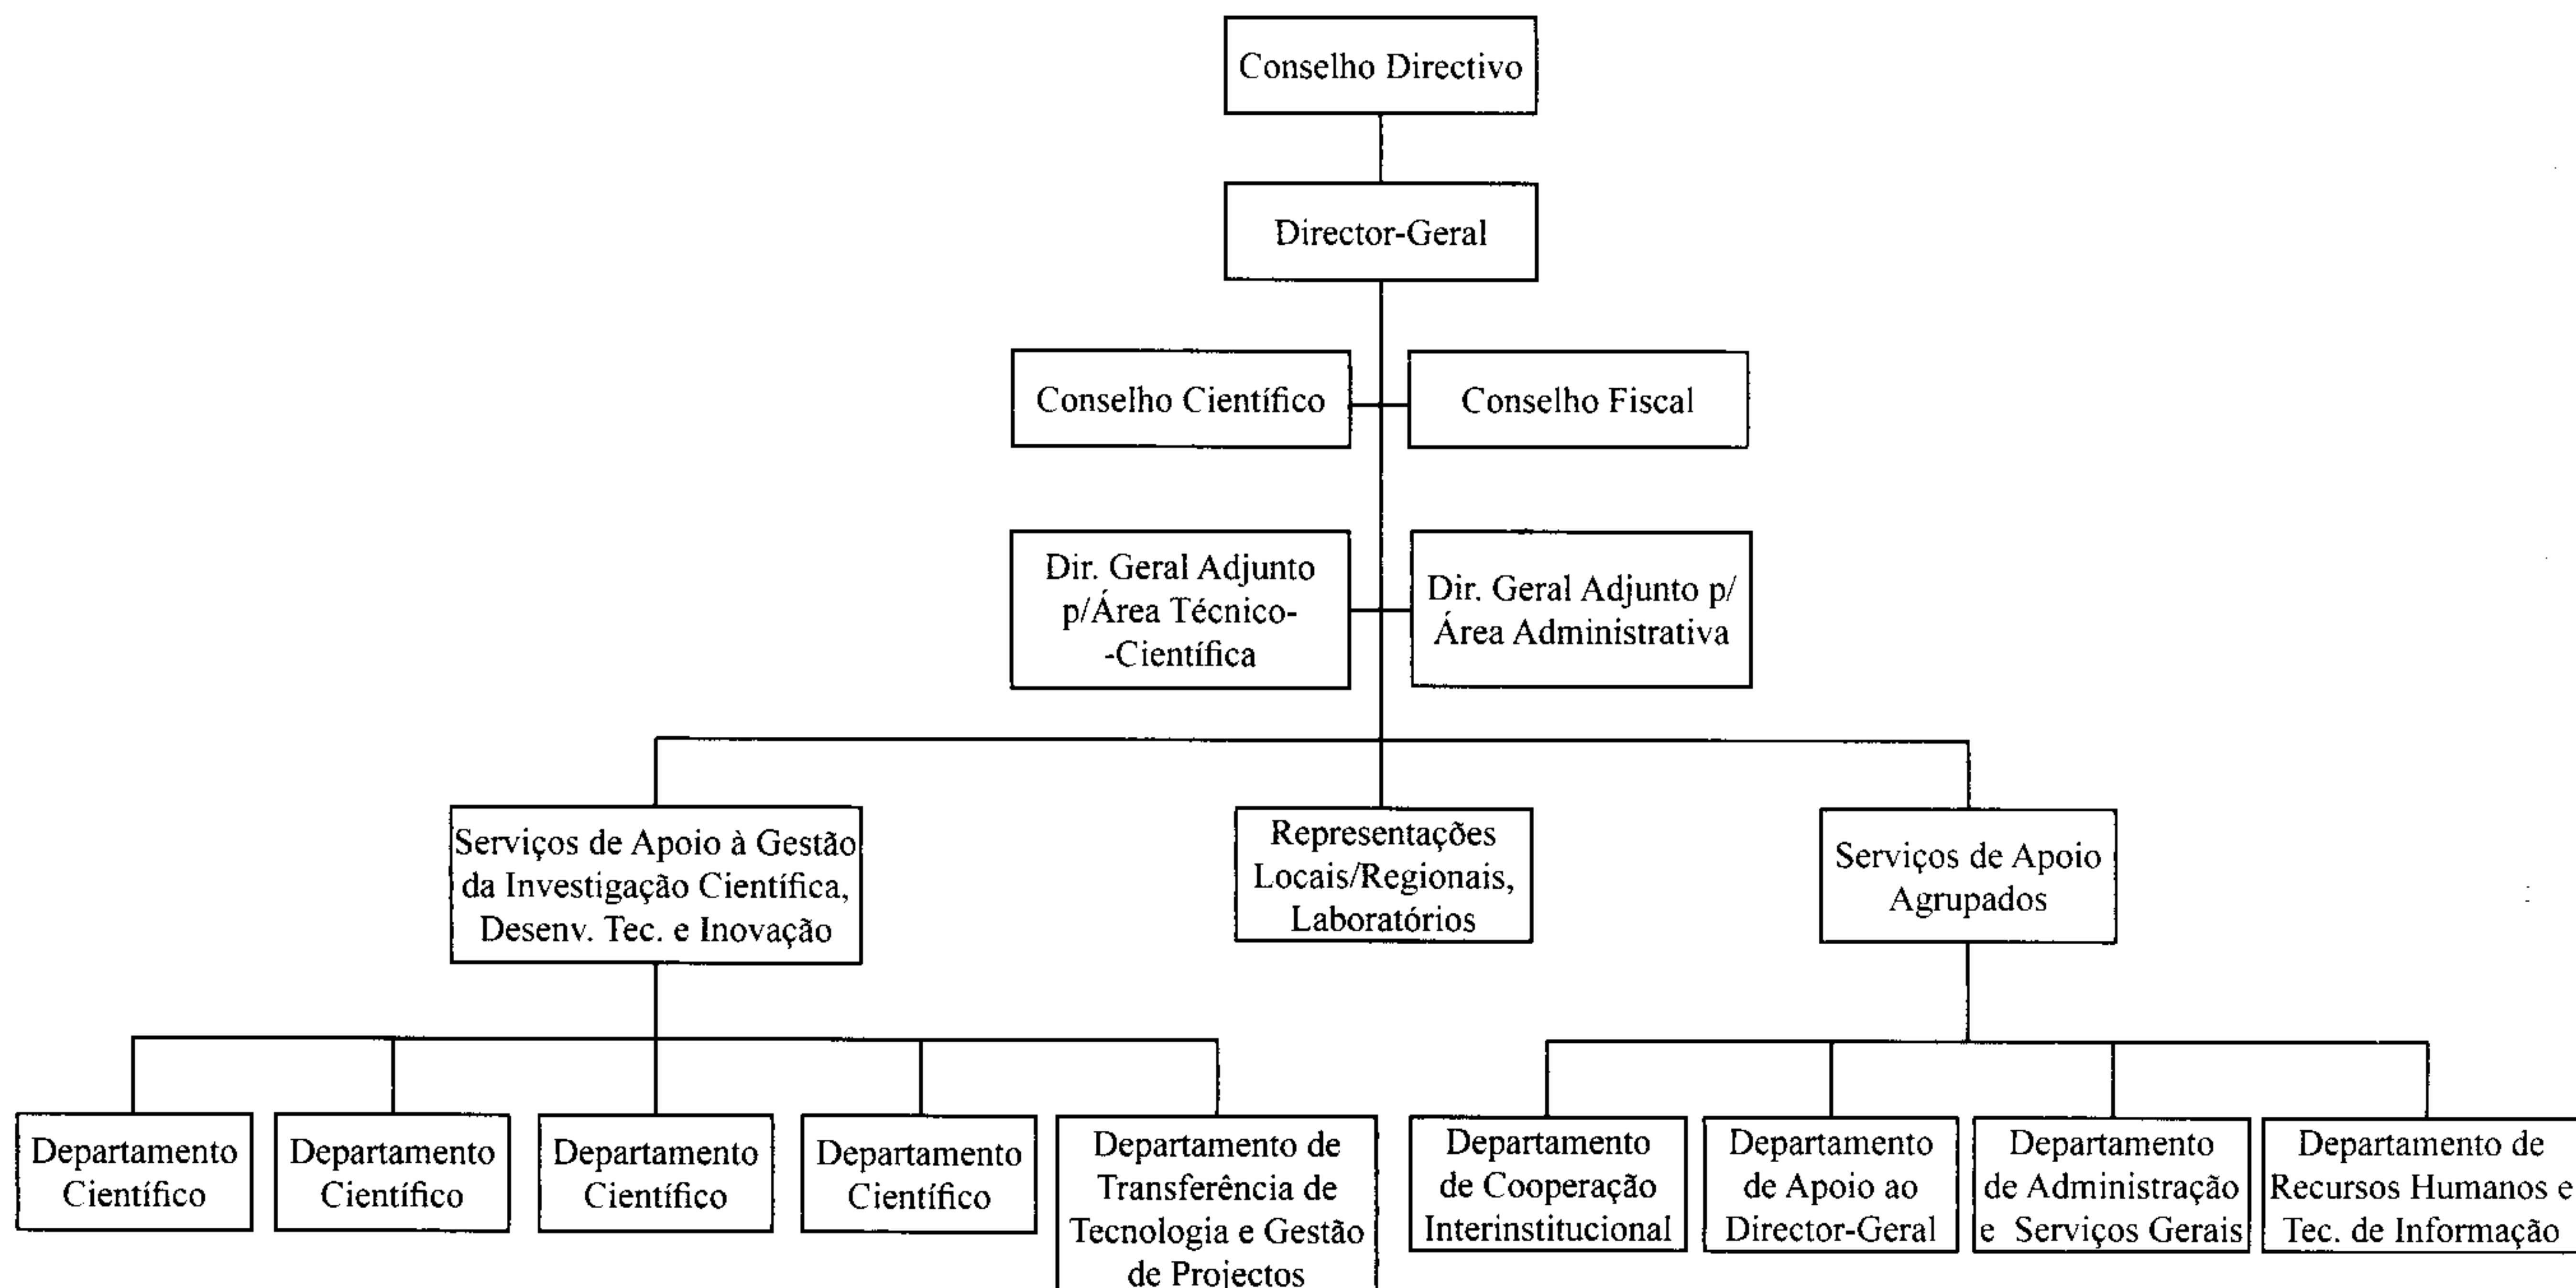 Conselho Directivo
Director-Geral
Conselho Científico
Conselho Fiscal
Dir. Geral Adjunto
p/Área Técnico-
-Científica
Dir. Geral Adjunto p/
Área Administrativa
Serviços de Apoio à Gestão
da Investigação Científica,
Desenv. Tec. e Inovação
Representações
Locais/Regionais,
Laboratórios
Serviços de Apoio
Agrupados
Departamento
Científico
Departamento
Científico
Departamento
Científico
Departamento
Científico
Departamento de
Transferência de
Tecnologia e Gestão
de Projectos
Departamento
de Cooperação
Interinstitucional
Departamento
de Apoio ao
Director-Geral
Departamento
de Administração
e Serviços Gerais
Departamento de
Recursos Humanos e
Tec. de Informação